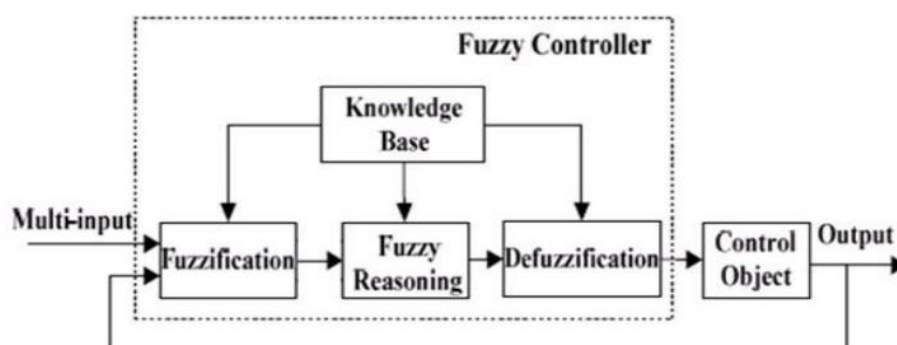 Fuzzy Controller
Knowledge
Base
Multi-input
Fuzzification
Fuzzy
Reasoning
Defuzzification
Control
Object
Output